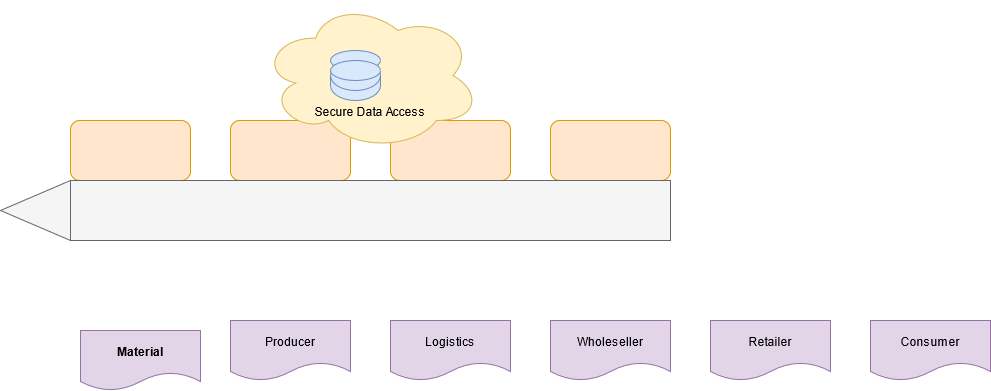 Secure Data Access
Material
Producer
Logistics
Wholeseller
Retailer
Consumer